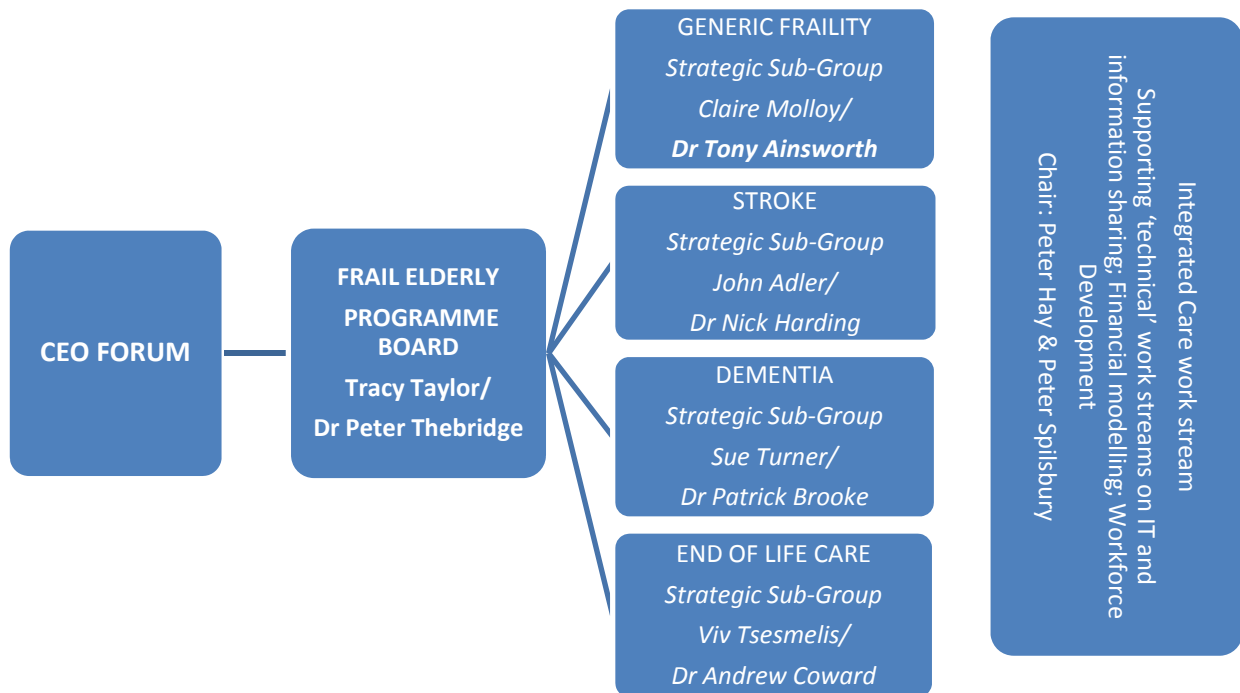 CEO FORUM
FRAIL ELDERLY
PROGRAMME
BOARD
Tracy Taylor/
Dr Peter Thebridge
GENERIC FRAILITY
Strategic Sub-Group
Claire Molloy/
Dr Tony Ainsworth
STROKE
Strategic Sub-Group
John Adler/
Dr Nick Harding
DEMENTIA
Strategic Sub-Group
Sue Turner/
Dr Patrick Brooke
END OF LIFE CARE
Strategic Sub-Group
Viv Tsesmelis/
Dr Andrew Coward
Integrated Care work stream
Supporting ‘technical’ work streams on IT and
information sharing; Financial modelling; Workforce
Development
Chair: Peter Hay & Peter Spilsbury